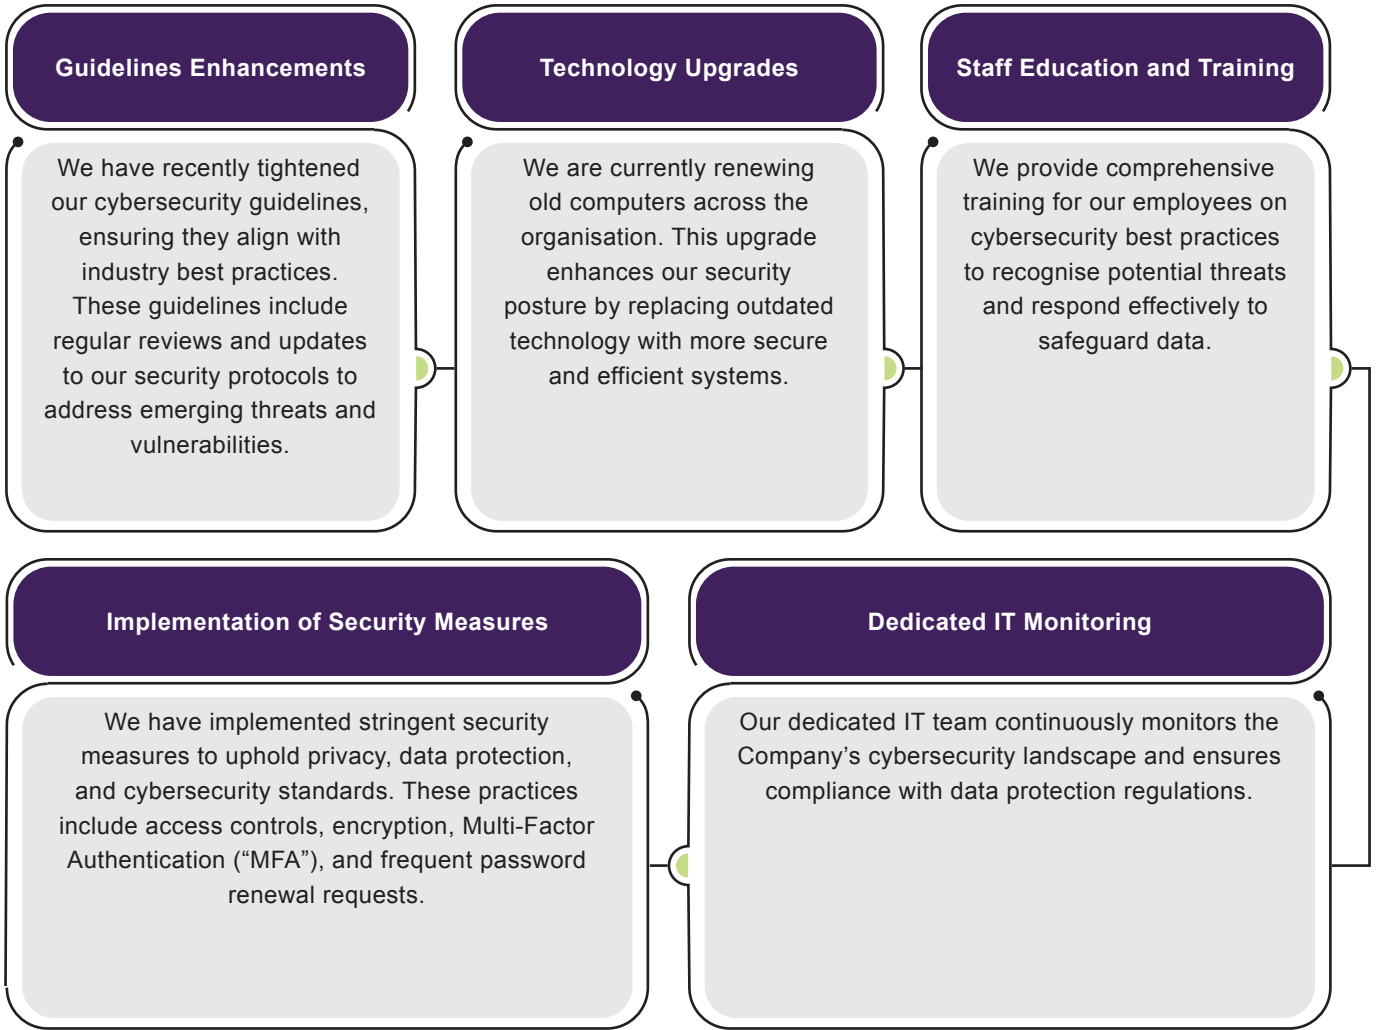 Guidelines Enhancements
We have recently tightened
our cybersecurity guidelines,
ensuring they align with
industry best practices.
These guidelines include
regular reviews and updates
to our security protocols to
address emerging threats and
vulnerabilities.
Technology Upgrades
We are currently renewing
old computers across the
organisation. This upgrade
enhances our security
posture by replacing outdated
technology with more secure
and efficient systems.
Staff Education and Training
We provide comprehensive
training for our employees on
cybersecurity best practices
to recognise potential threats
and respond effectively to
safeguard data.
Implementation of Security Measures
We have implemented stringent security
measures to uphold privacy, data protection,
and cybersecurity standards. These practices
include access controls, encryption, Multi-Factor
Authentication (“MFA”), and frequent password
renewal requests.
Dedicated IT Monitoring
Our dedicated IT team continuously monitors the
Company’s cybersecurity landscape and ensures
compliance with data protection regulations.